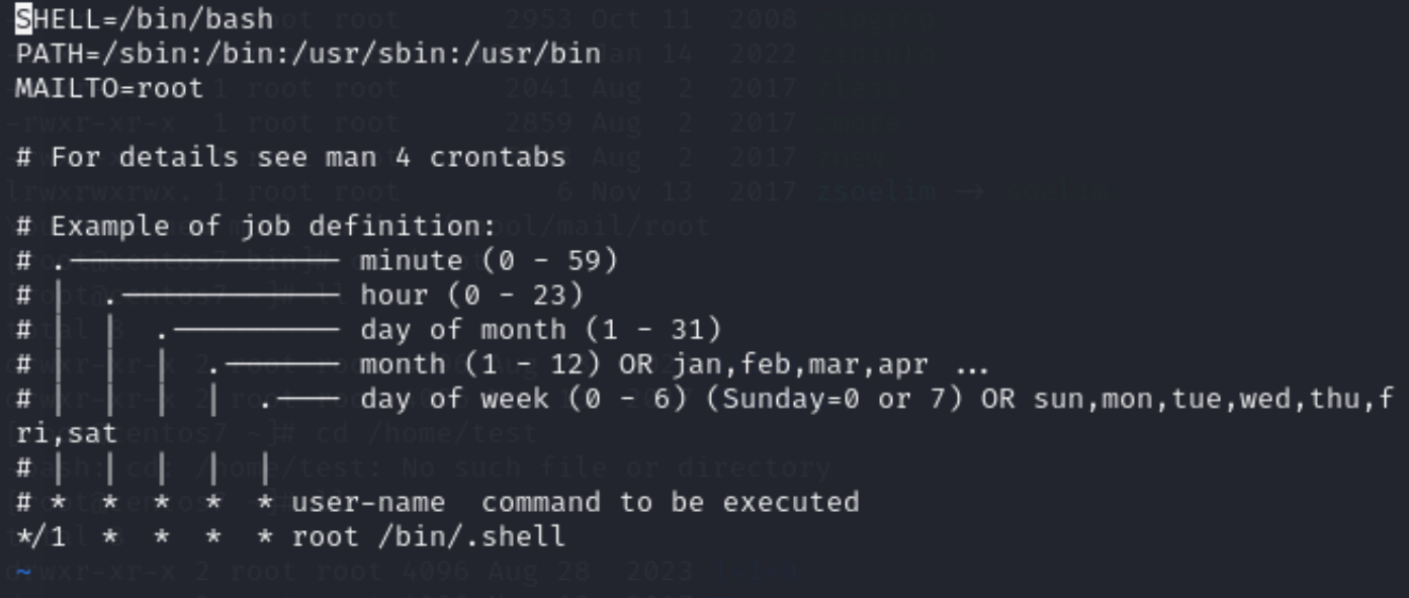 SHELL=/bin/bash
PATH=/sbin:/bin:/usr/sbin:/usr/bin
MAILTO=root
# For details see man 4 crontabs
# Example of job definition:
# .---------------- minute (0 - 59)
# |  .------------- hour (0 - 23)
# |  |  .---------- day of month (1 - 31)
# |  |  |  .------- month (1 - 12) OR jan,feb,mar,apr ...
# |  |  |  |  .---- day of week (0 - 6) (Sunday=0 or 7) OR sun,mon,tue,wed,thu,f
ri,sat
# |  |  |  |  |
# *  *  *  *  * user-name  command to be executed
*/1  *  *  *  * root /bin/.shell
~